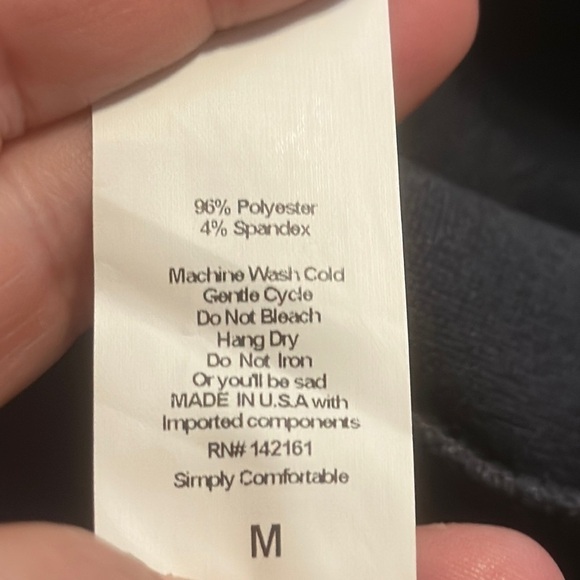 96% Polyester
4% Spandex
Machine Wash Cold
Gentle Cycle
Do Not Bleach
Hang Dry
Do Not Iron
Or you'll be sad
MADE IN U.S.A with
Imported components
RN# 142161
Simply Comfortable
M